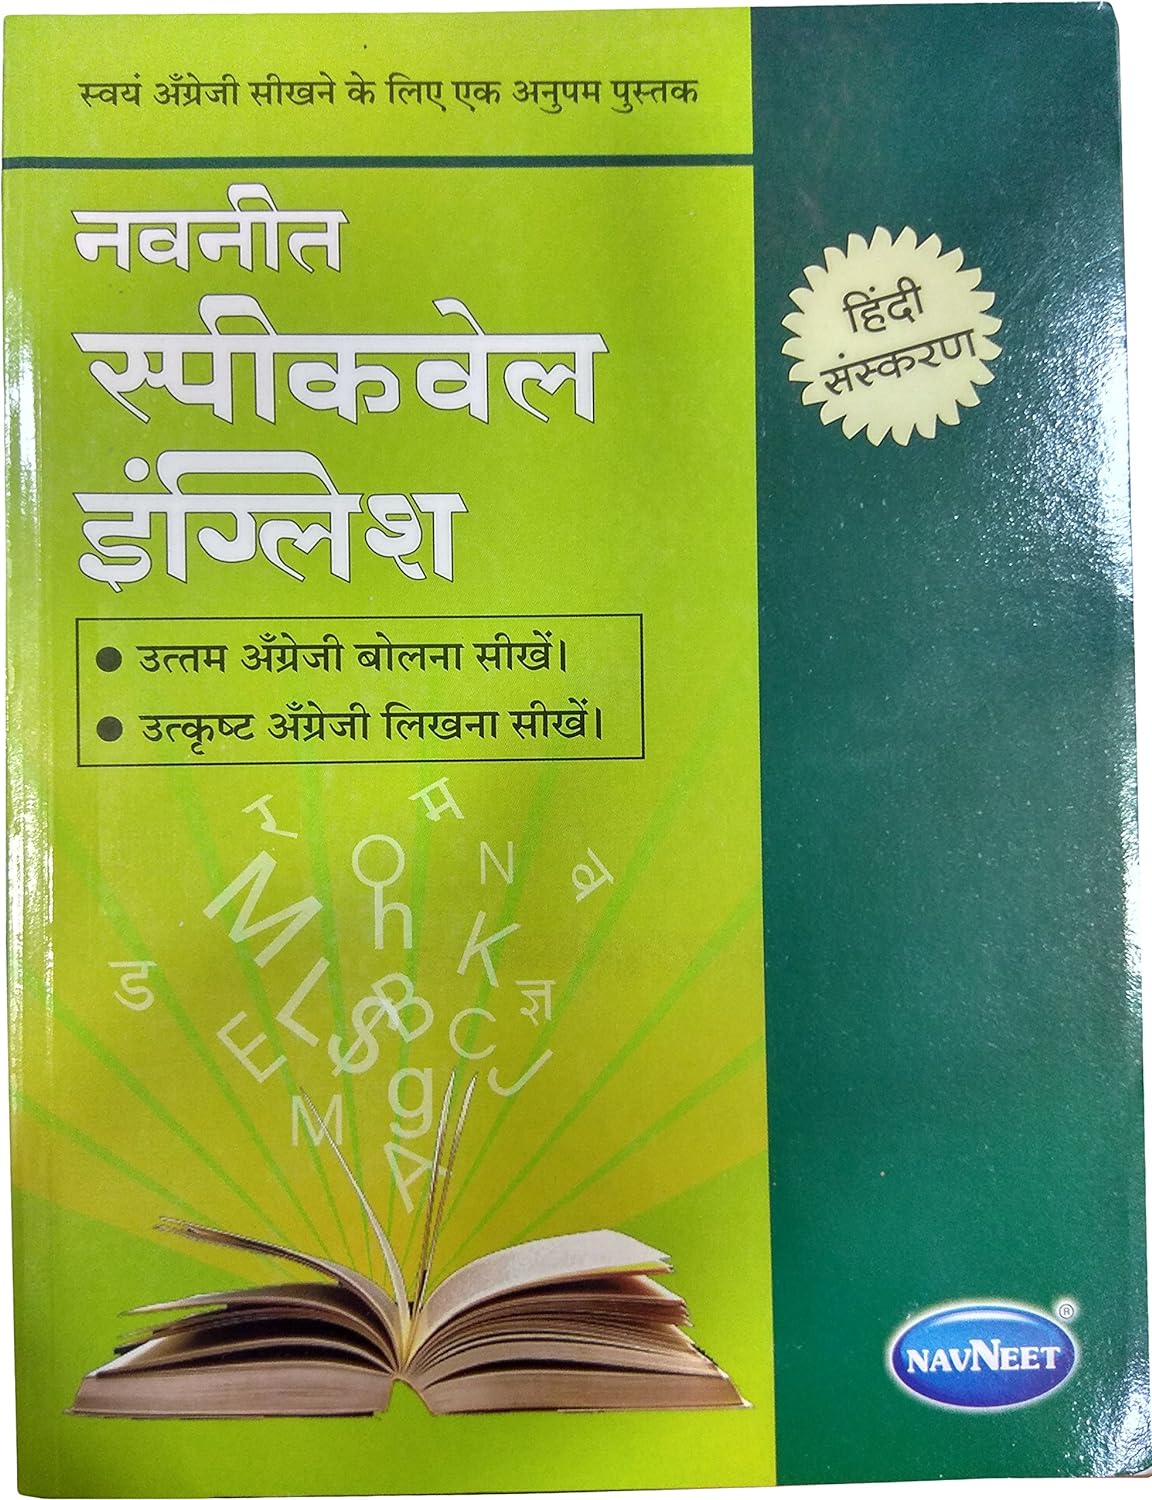 स्वयं अँग्रेजी सीखने के लिए एक अनुपम पुस्तक
नवनीत
स्पीकवेल
इंग्लिश
हिंदी
संस्करण
• उत्तम अँग्रेजी बोलना सीखें।
• उत्कृष्ट अँग्रेजी लिखना सीखें।
र
म
O
N
M
h
K
ड
I
S
B
C
ज्ञ
E
J
g
M
A
NAVNEET
®